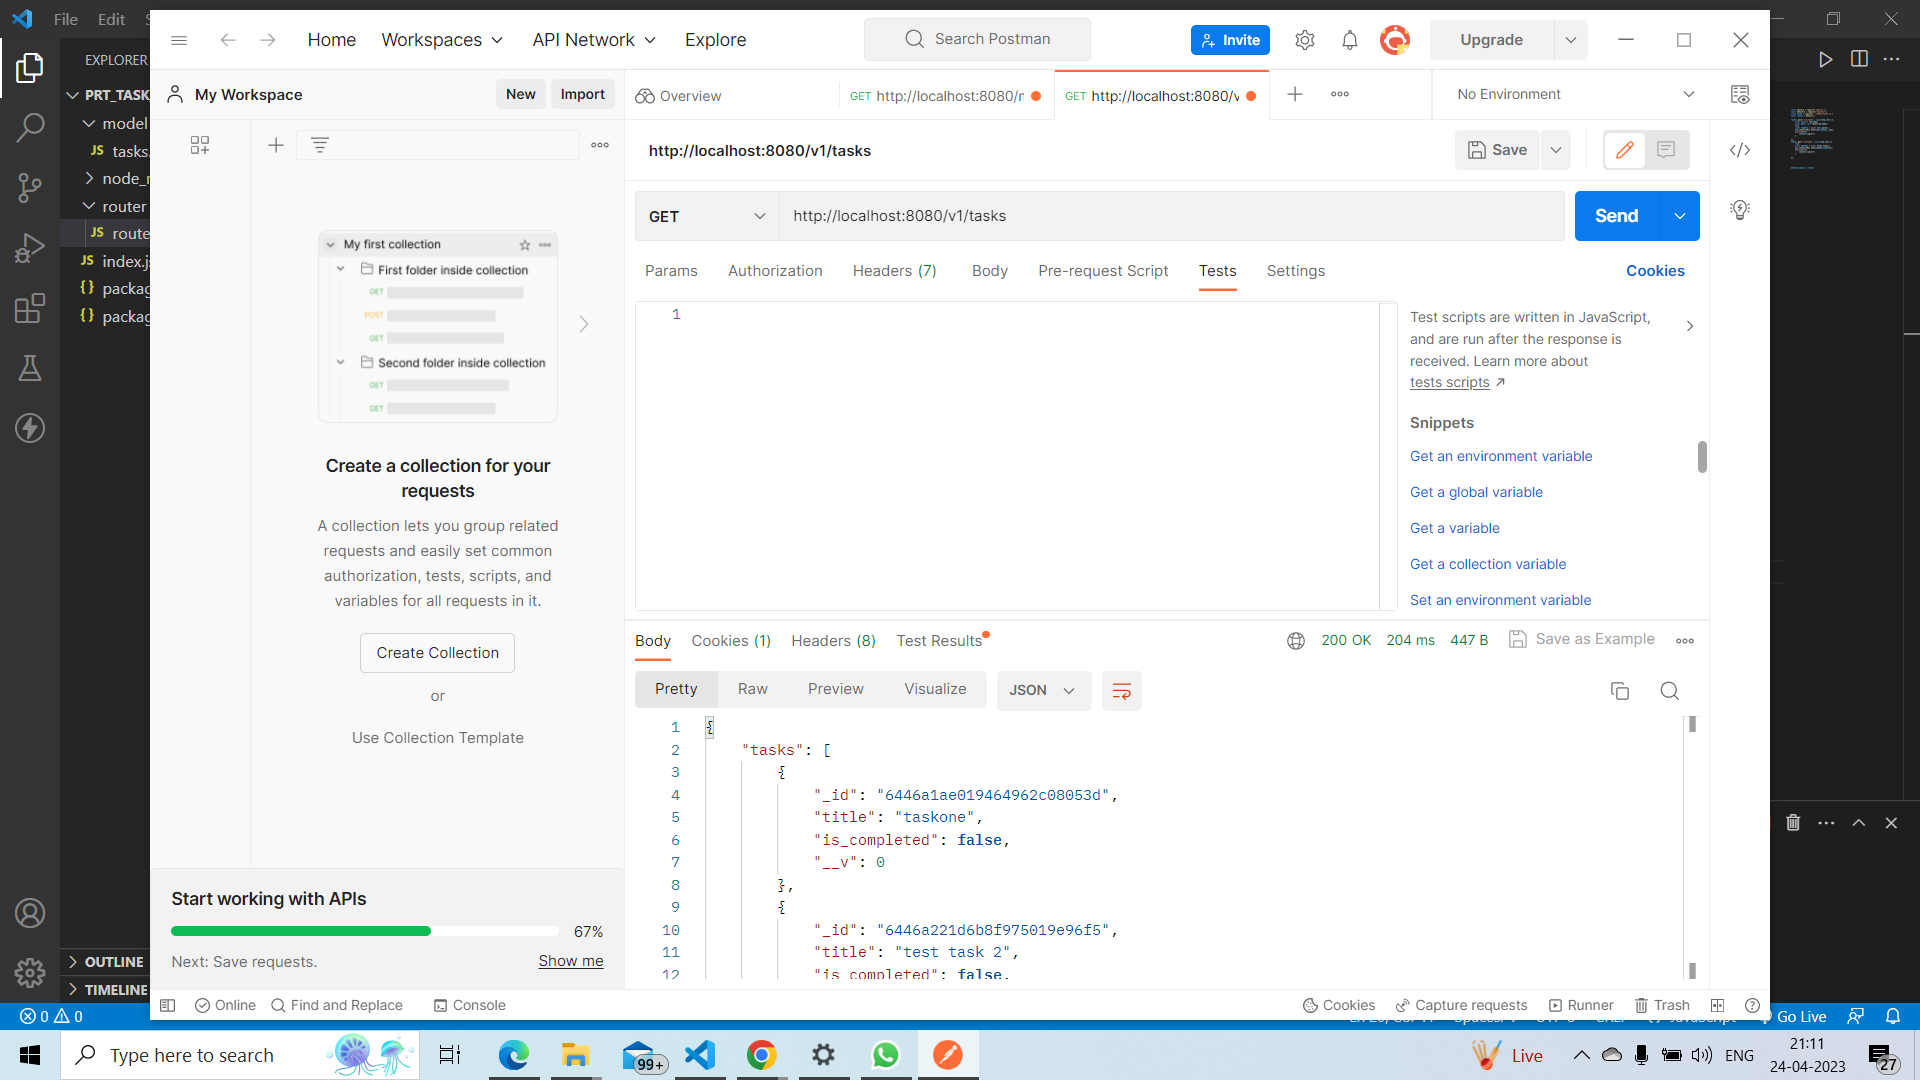 File Edit
EXPLORER
PRT_TASK
model
JS tasks.
node_r
router
JS route
JS index.js
{} packag
{} packag
OUTLINE
TIMELINE
0 0
Home Workspaces API Network Explore
Search Postman
Invite
Upgrade
My Workspace
New Import
Overview
GET http://localhost:8080/
GET http://localhost:8080/v
No Environment
My first collection
First folder inside collection
GET
POST
GET
Second folder inside collection
GET
GET
Create a collection for your
requests
A collection lets you group related
requests and easily set common
authorization, tests, scripts, and
variables for all requests in it.
Create Collection
or
Use Collection Template
Start working with APIs
67%
Next: Save requests. Show me
http://localhost:8080/v1/tasks
Save
GET http://localhost:8080/v1/tasks
Send
Params Authorization Headers (7) Body Pre-request Script Tests Settings
Cookies
1
Test scripts are written in JavaScript,
and are run after the response is
received. Learn more about
tests scripts
Snippets
Get an environment variable
Get a global variable
Get a variable
Get a collection variable
Set an environment variable
Body Cookies (1) Headers (8) Test Results
200 OK 204 ms 447 B Save as Example
Pretty Raw Preview Visualize JSON
1 {
2 "tasks": [
3 {
4 "_id": "6446a1ae019464962c08053d",
5 "title": "taskone",
6 "is_completed": false,
7 "__v": 0
8 },
9 {
10 "_id": "6446a221d6b8f975019e96f5",
11 "title": "test task 2",
12 "is_completed": false,
Online Find and Replace Console
Cookies Capture requests Runner Trash
Go Live
Type here to search
99+
Live
ENG
21:11
24-04-2023
27